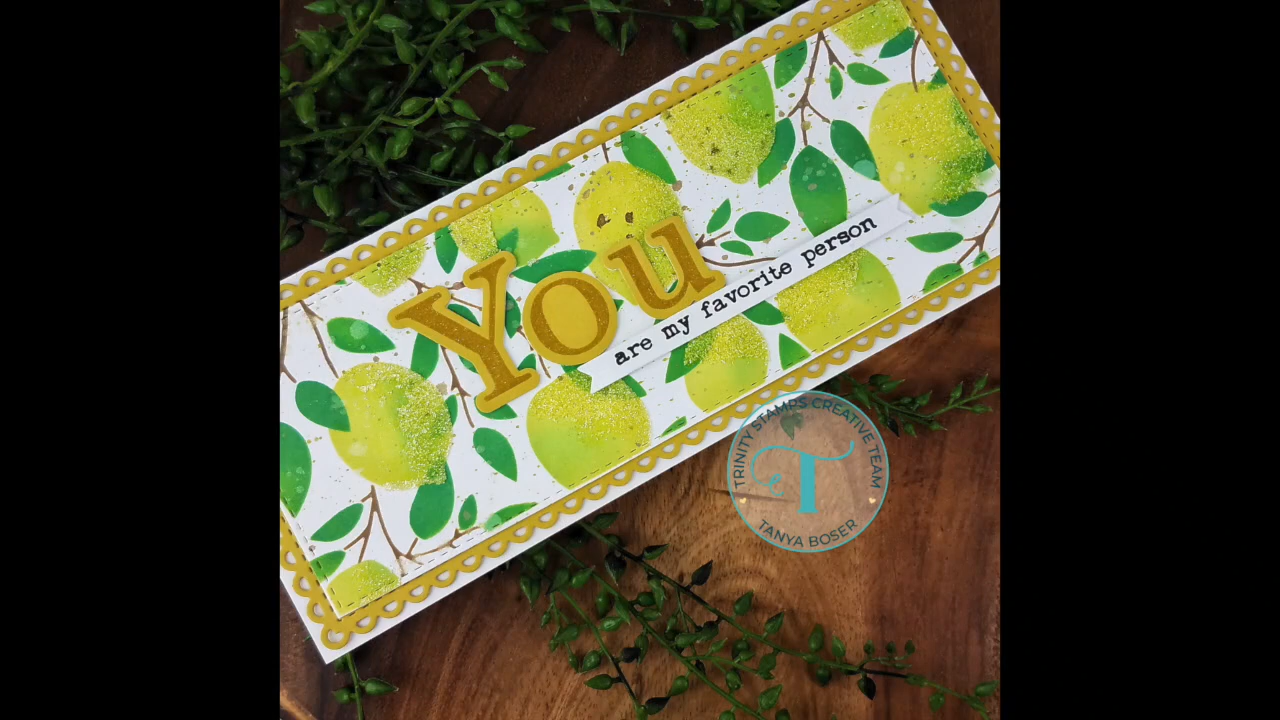 You
are my favorite person
TRINITY STAMPS CREATIVE TEAM
T
TANYA BOSER